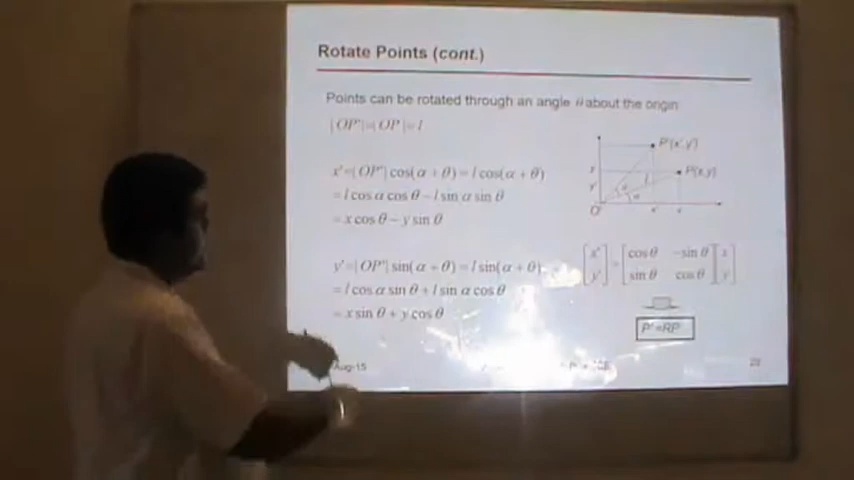 Rotate Points (cont.)
Points can be rotated through an angle θ about the origin
|OP'|=|OP|=l
x'=|OP'|cos(α+θ)=l cos(α+θ)
=l cos α cos θ−l sin α sin θ
=x cos θ−y sin θ
y'=|OP'|sin(α+θ)=l sin(α+θ)
=l cos α sin θ+l sin α cos θ
=x sin θ+y cos θ
P'(x',y')
P(x,y)
O
[x' y']=[cos θ −sin θ sin θ cos θ][x y]
P'=RP
Aug-15